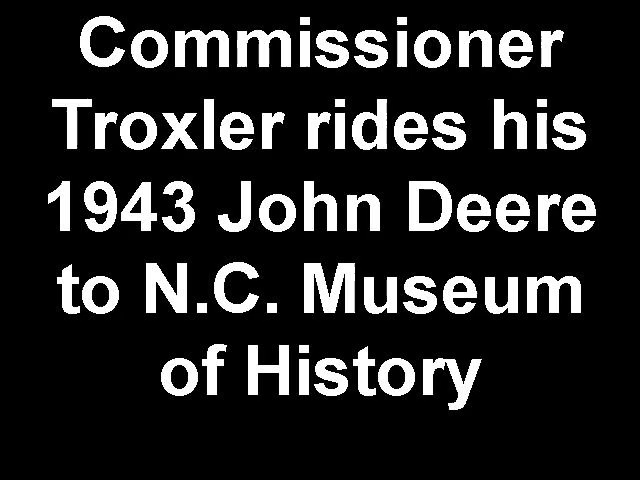 Commissioner
Troxler rides his
1943 John Deere
to N.C. Museum
of History